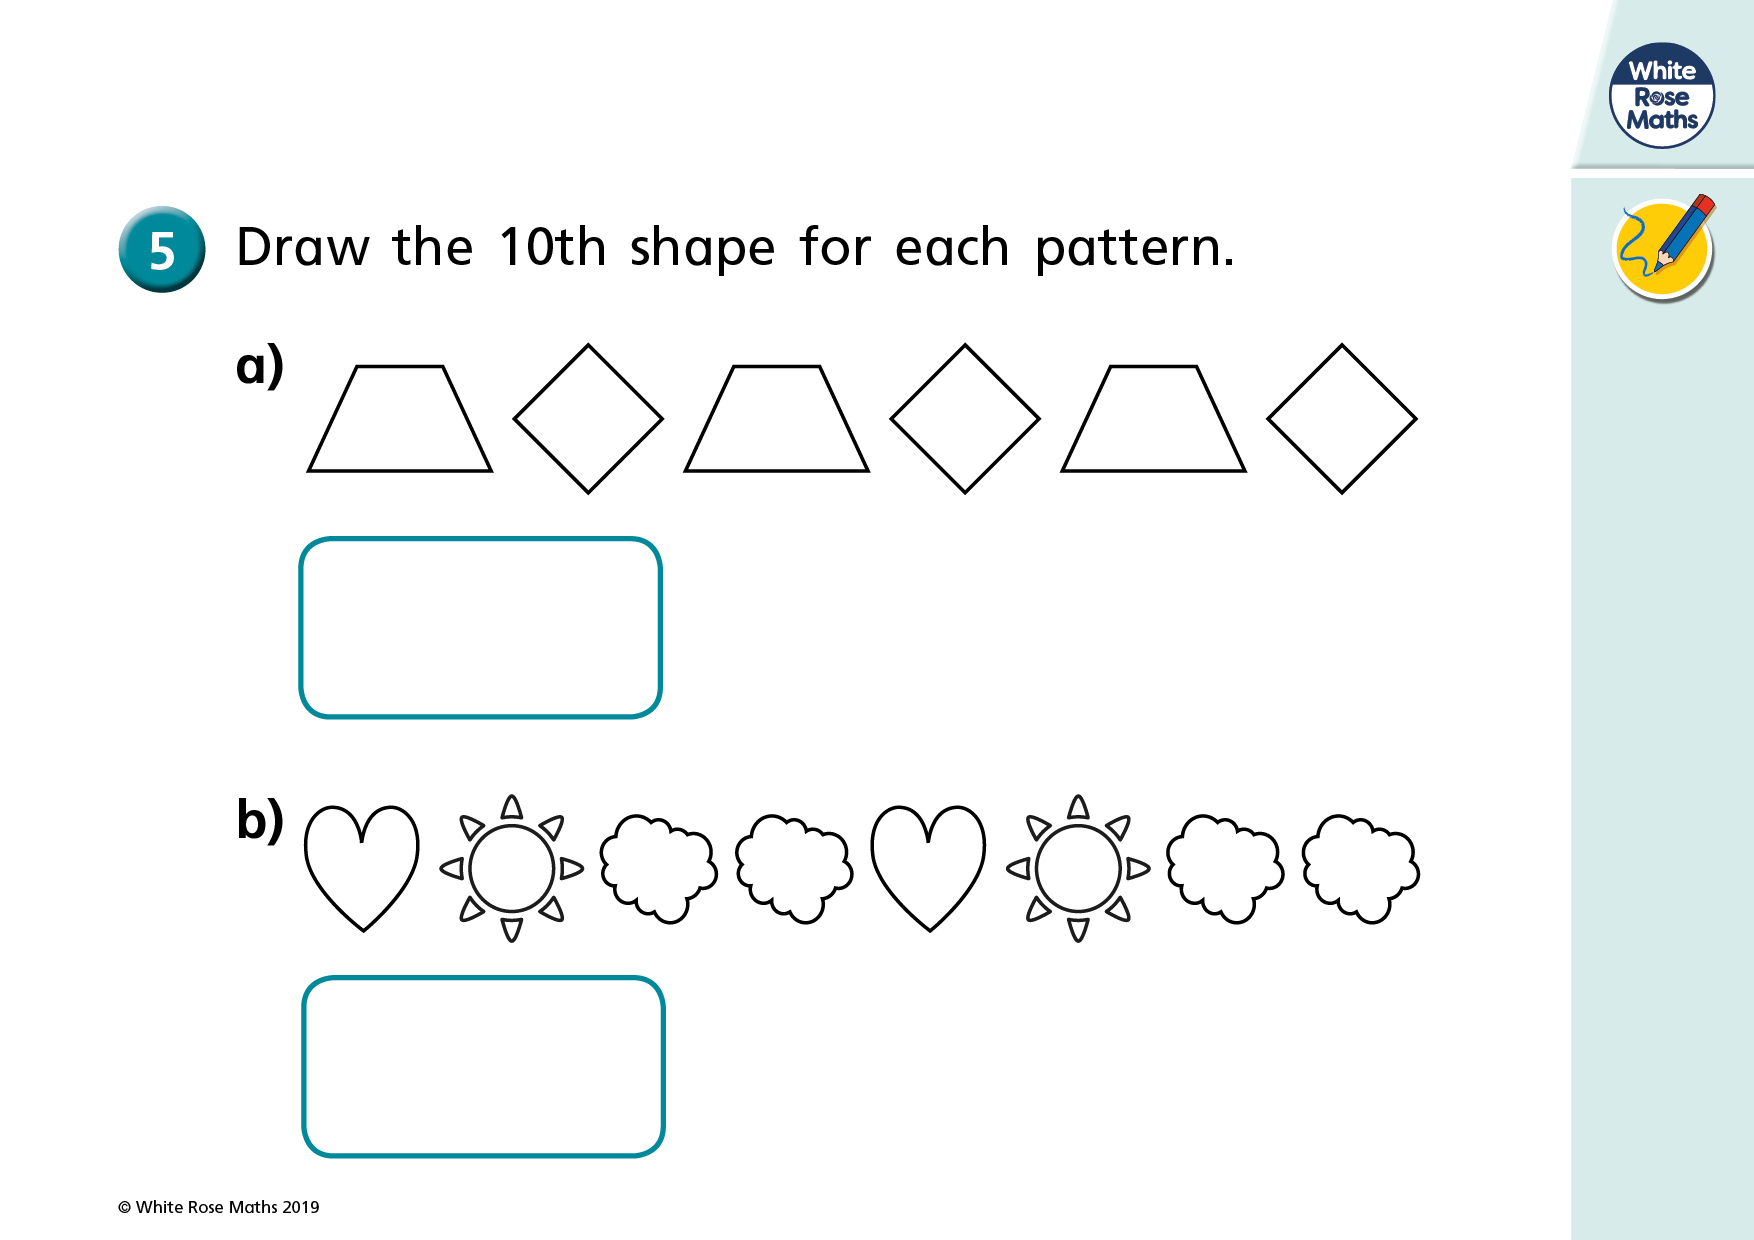 White
Rose
Maths
5 Draw the 10th shape for each pattern.
a)
b)
© White Rose Maths 2019